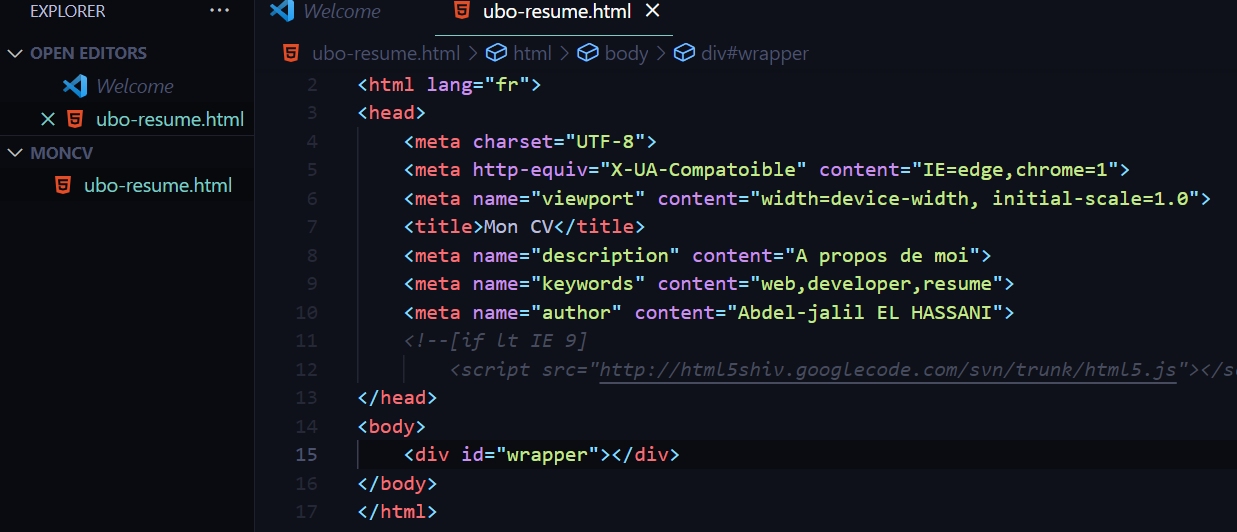 EXPLORER ···
OPEN EDITORS
Welcome
ubo-resume.html
MONCV
ubo-resume.html
Welcome ubo-resume.html
ubo-resume.html > html > body > div#wrapper
2 <html lang="fr">
3 <head>
4 <meta charset="UTF-8">
5 <meta http-equiv="X-UA-Compatoible" content="IE=edge,chrome=1">
6 <meta name="viewport" content="width=device-width, initial-scale=1.0">
7 <title>Mon CV</title>
8 <meta name="description" content="A propos de moi">
9 <meta name="keywords" content="web,developer,resume">
10 <meta name="author" content="Abdel-jalil EL HASSANI">
11 <!--[if lt IE 9]
12 <script src="http://html5shiv.googlecode.com/svn/trunk/html5.js"></s
13 </head>
14 <body>
15 <div id="wrapper"></div>
16 </body>
17 </html>